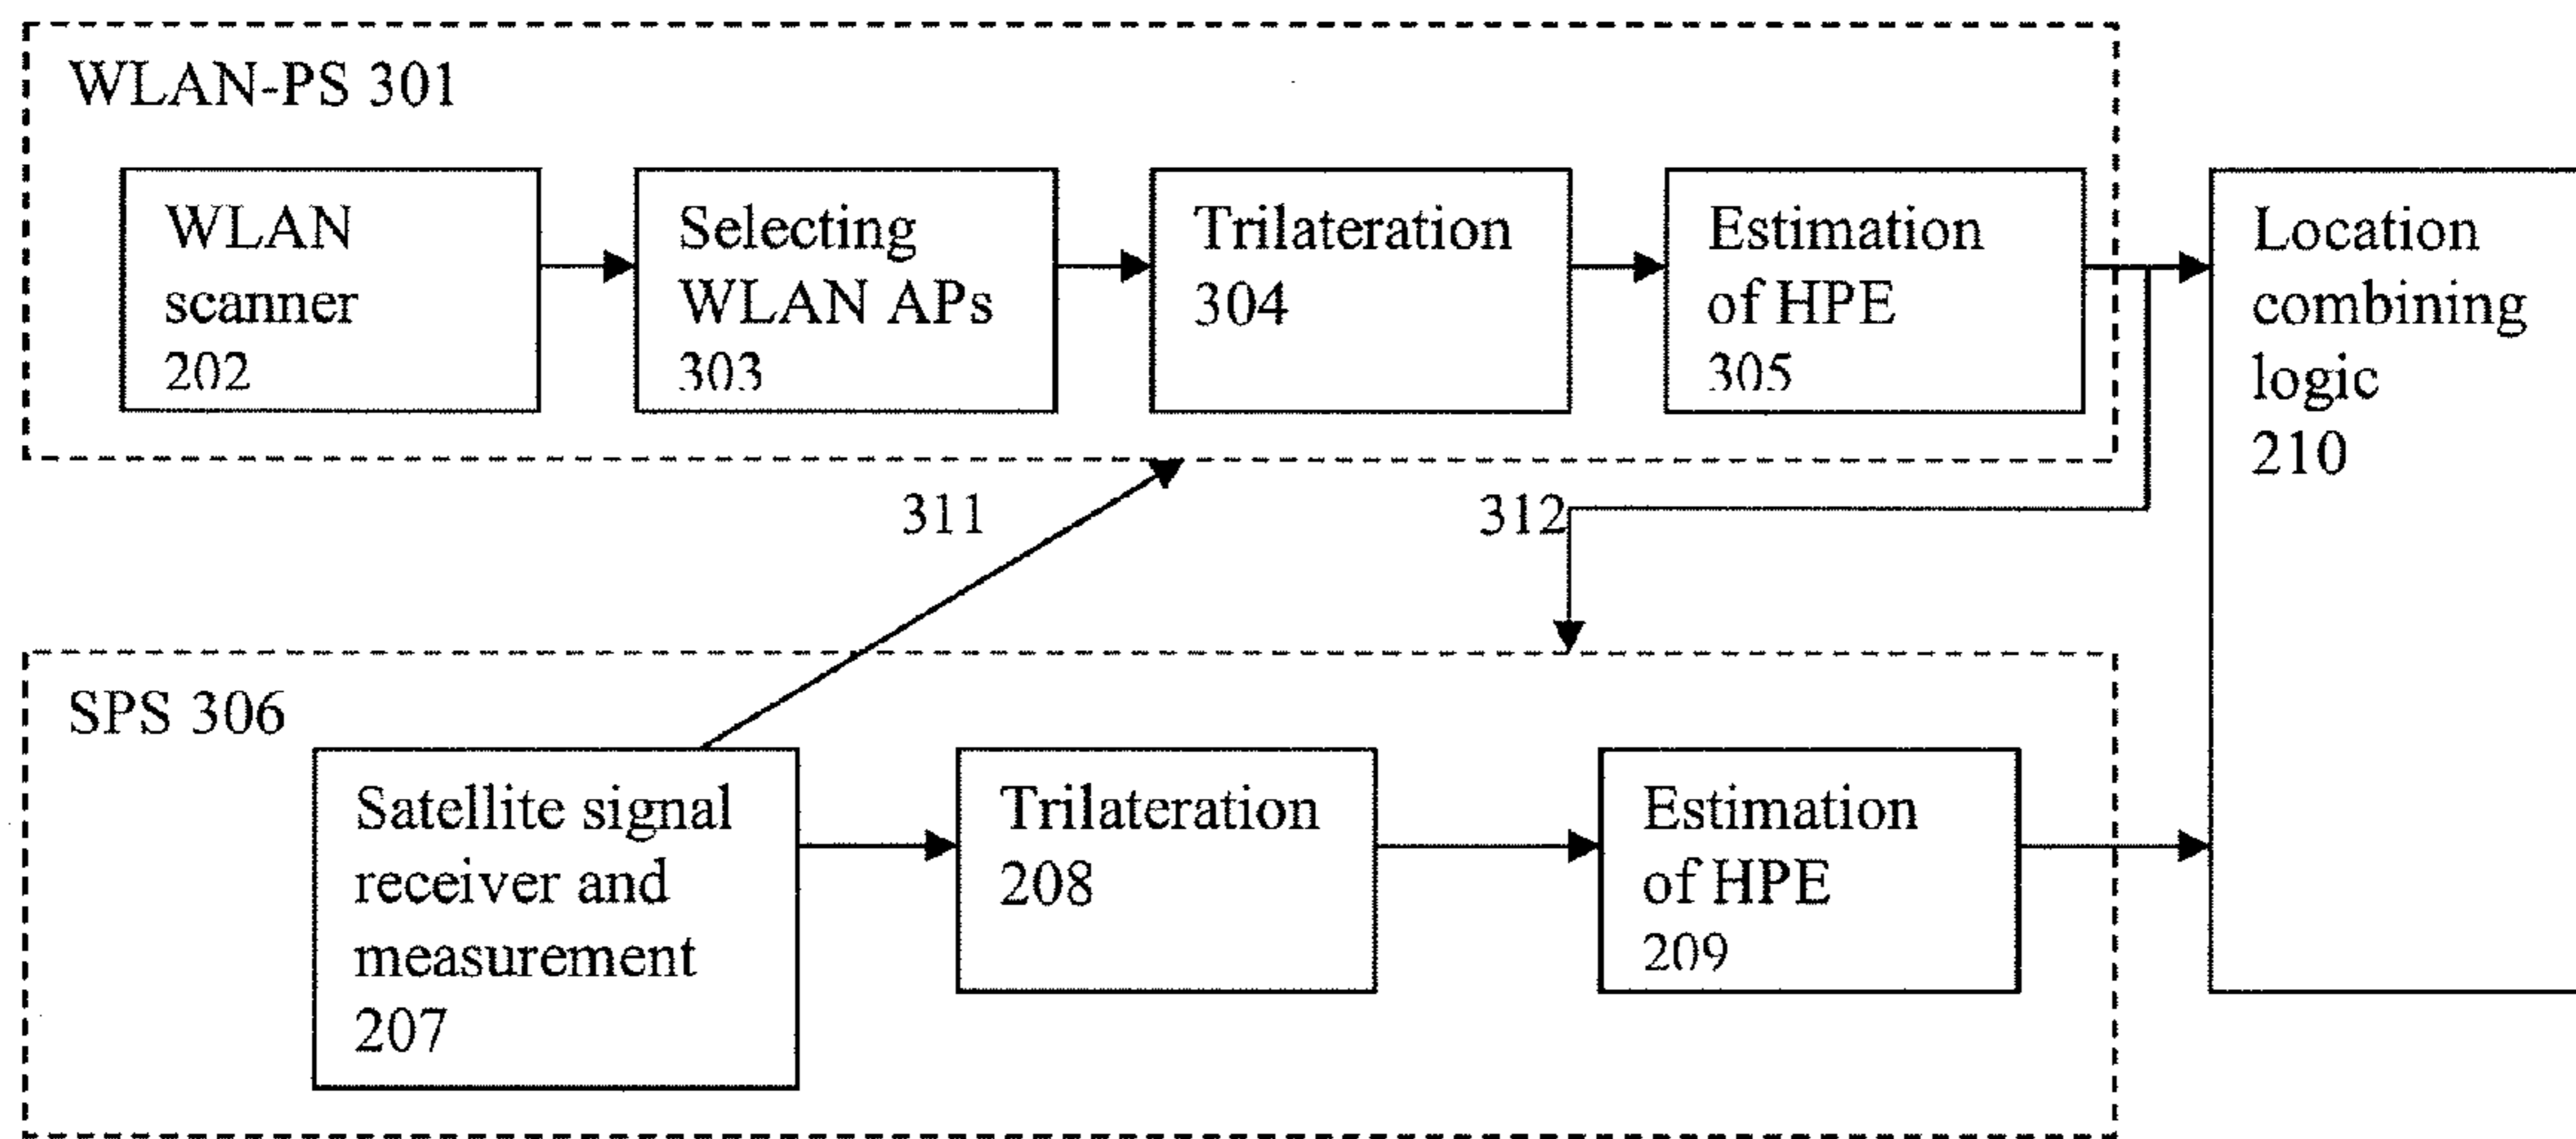 WLAN-PS 301
WLAN
scanner
202
Selecting
WLAN APs
303
Trilateration
304
Estimation
of HPE
305
Location
combining
logic
210
311
312
SPS 306
Satellite signal
receiver and
measurement
207
Trilateration
208
Estimation
of HPE
209